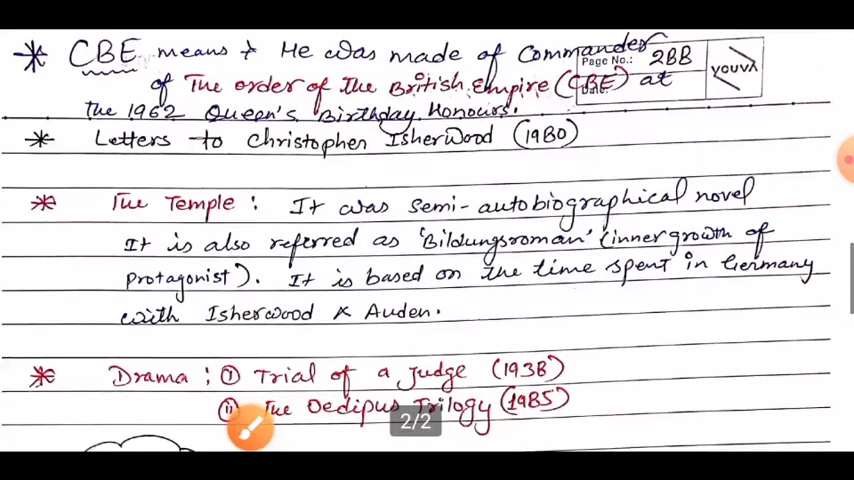 * CBE means → He was made of Commander
Page No.: 288
youva
of The order of the British Empire (CBE) at
Date:
the 1962 Queen's Birthday Honours.
* Letters to Christopher Isherwood (1980)
* The Temple : It was semi-autobiographical novel
It is also referred as 'Bildungsroman' (inner growth of
protagonist). It is based on the time spent in Germany
with Isherwood & Auden.
* Drama : (i) Trial of a Judge (1938)
(ii) The Oedipus Trilogy (1985)
2/2